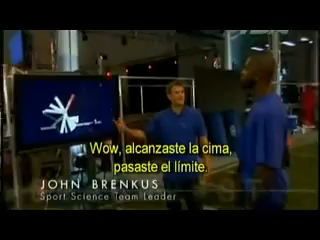 Wow, alcanzaste la cima,
pasaste el límite.
JOHN BRENKUS
Sport Science Team Leader